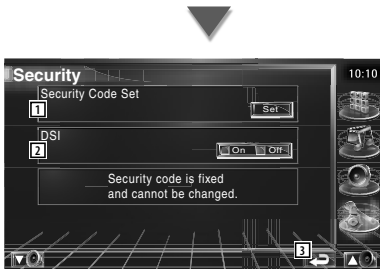 Security
10:10
Security Code Set
1
Set
DSI
2
On Off
Security code is fixed
and cannot be changed.
3